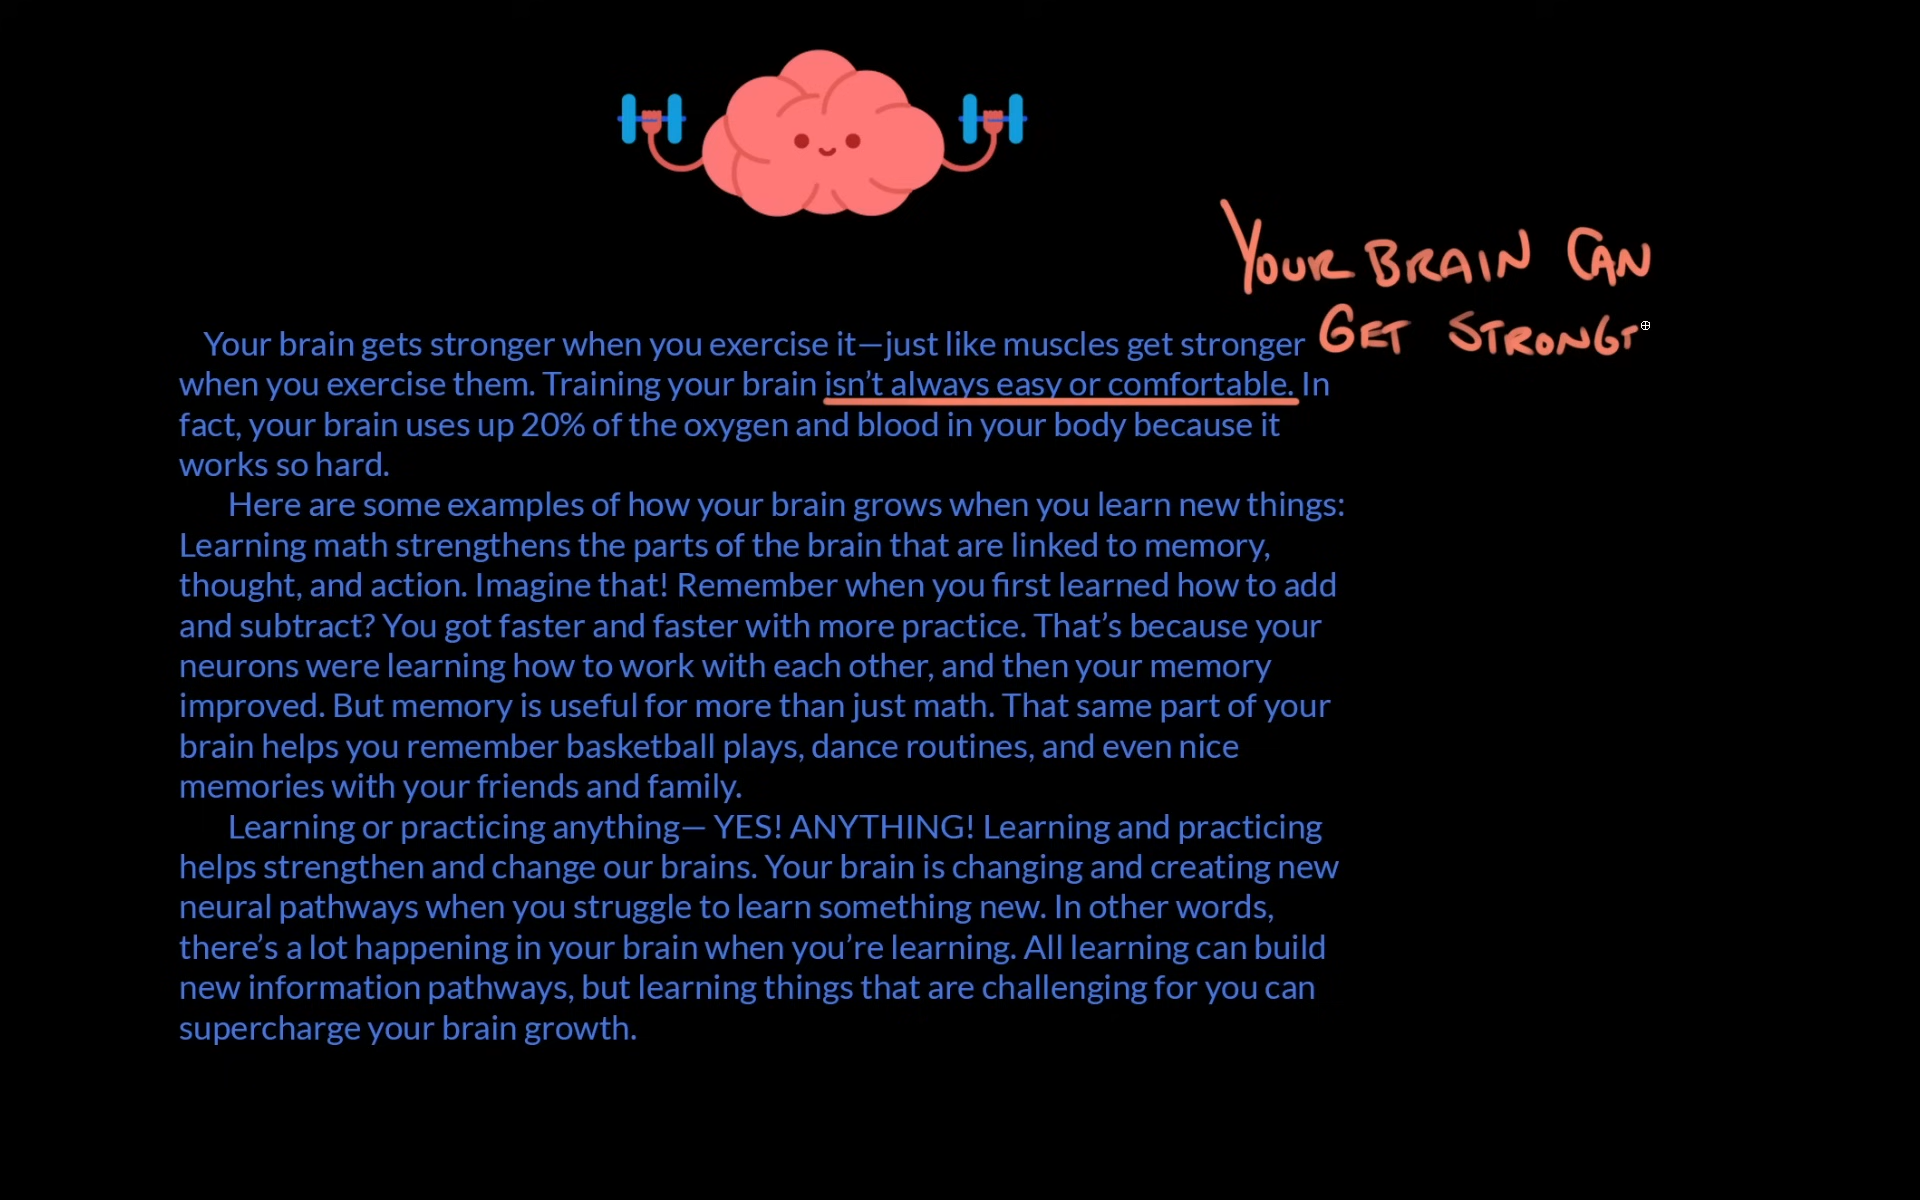 YOUR BRAIN CAN
GET STRONG
Your brain gets stronger when you exercise it—just like muscles get stronger
when you exercise them. Training your brain isn’t always easy or comfortable. In
fact, your brain uses up 20% of the oxygen and blood in your body because it
works so hard.
Here are some examples of how your brain grows when you learn new things:
Learning math strengthens the parts of the brain that are linked to memory,
thought, and action. Imagine that! Remember when you first learned how to add
and subtract? You got faster and faster with more practice. That’s because your
neurons were learning how to work with each other, and then your memory
improved. But memory is useful for more than just math. That same part of your
brain helps you remember basketball plays, dance routines, and even nice
memories with your friends and family.
Learning or practicing anything— YES! ANYTHING! Learning and practicing
helps strengthen and change our brains. Your brain is changing and creating new
neural pathways when you struggle to learn something new. In other words,
there’s a lot happening in your brain when you’re learning. All learning can build
new information pathways, but learning things that are challenging for you can
supercharge your brain growth.